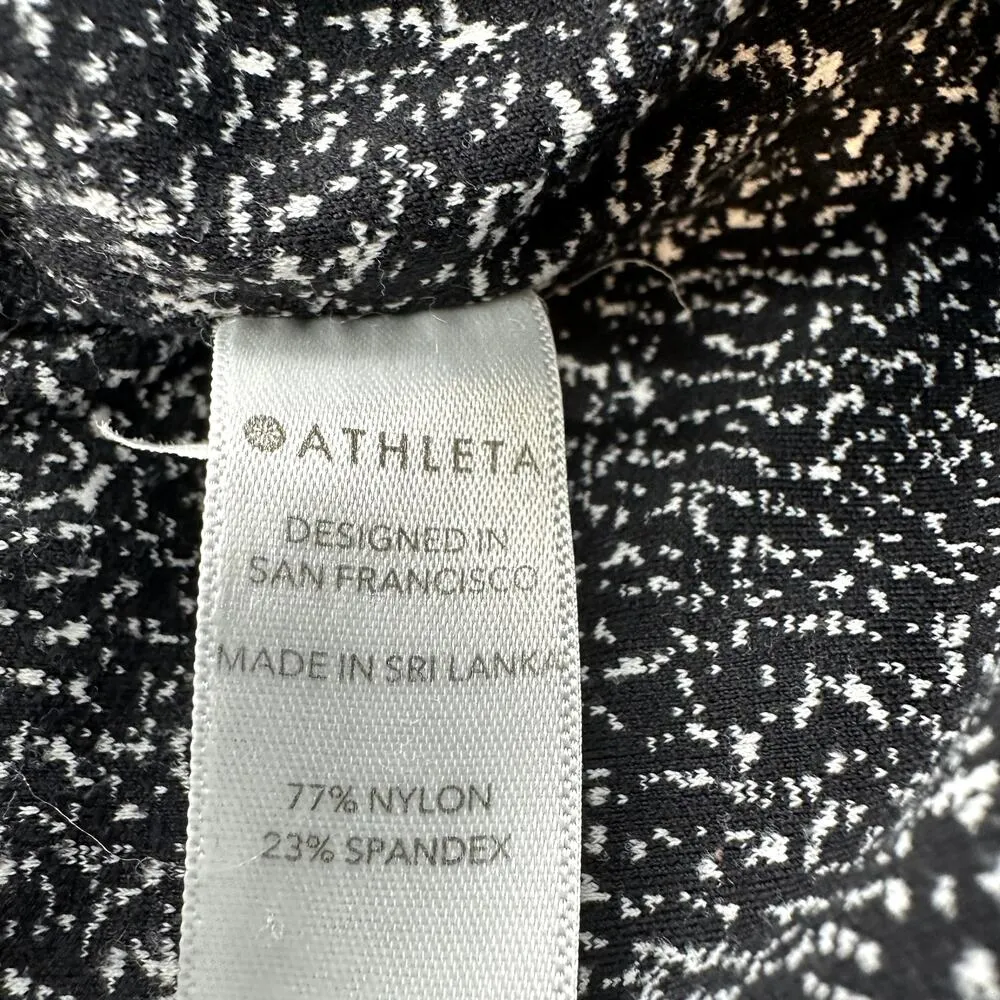 ATHLETA
DESIGNED IN
SAN FRANCISCO
MADE IN SRI LANKA
77% NYLON
23% SPANDEX